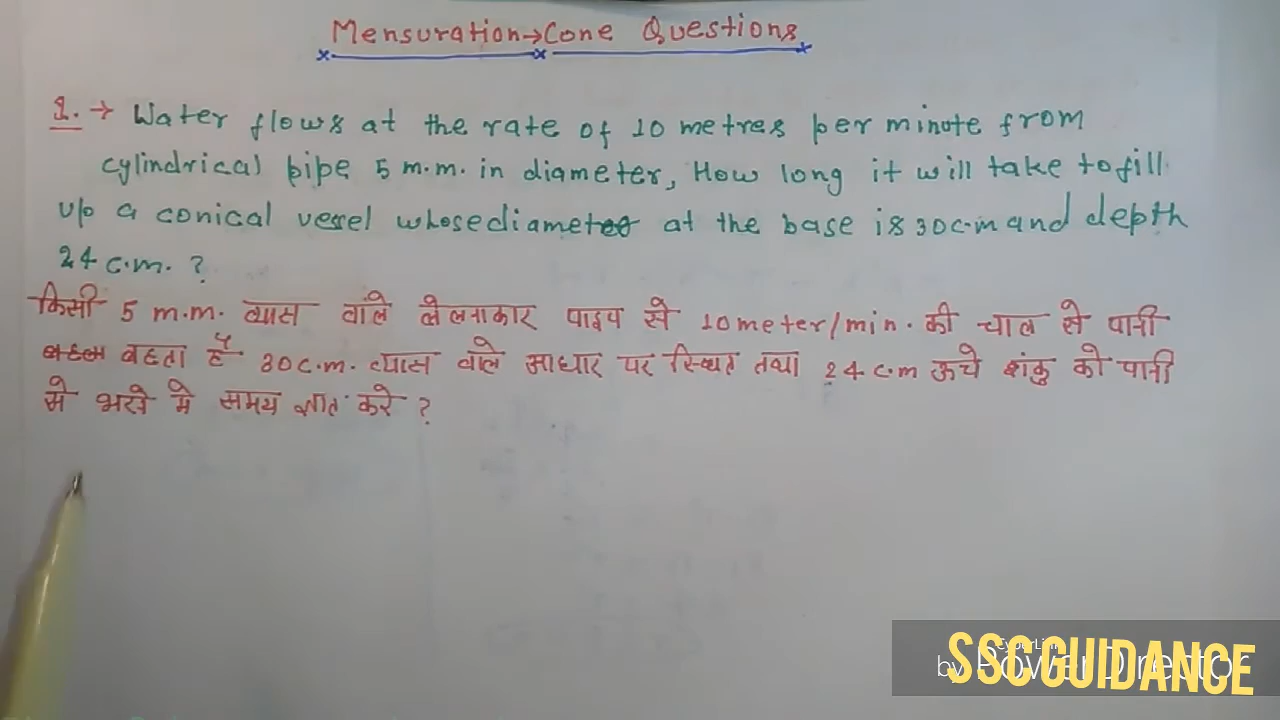 Mensuration→Cone Questions
1. → Water flows at the rate of 10 metres per minute from
cylindrical pipe 5 m.m. in diameter, How long it will take to fill
up a conical vessel whose diameter at the base is 30 c.m and depth
24 c.m. ?
किसी 5 m.m. व्यास वाले बेलनाकार पाइप से 10 meter/min. की चाल से पानी
बहता है 30 c.m. व्यास वाले आधार पर स्थित तथा 24 c.m ऊचे शंकु को पानी
से भरने मे समय ज्ञात करे ?
SSCGUIDANCE
by PowerDirector